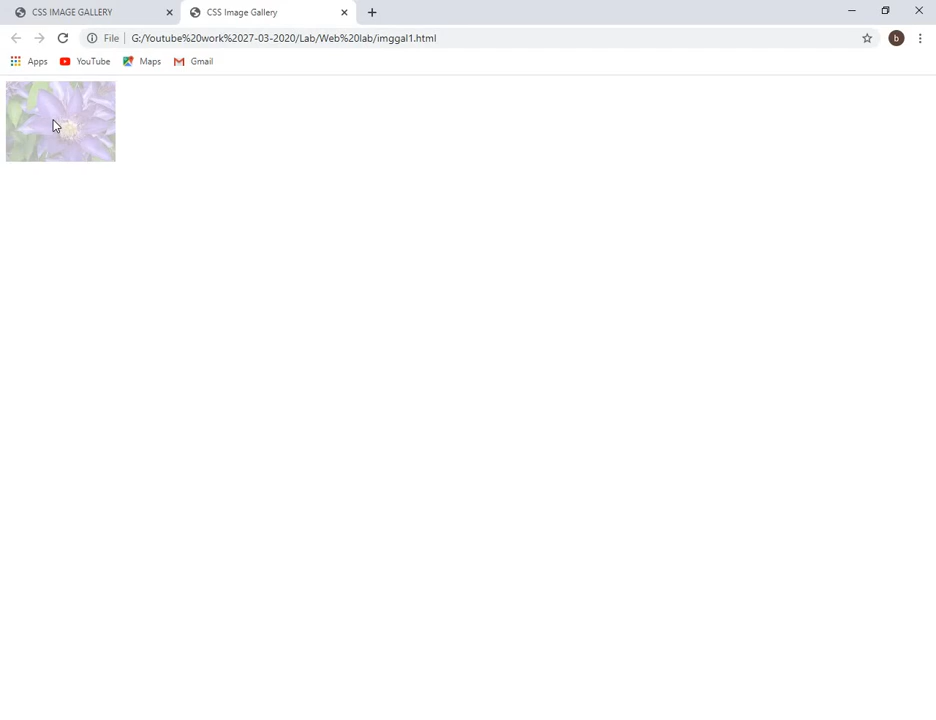 CSS IMAGE GALLERY
CSS Image Gallery
File
G:/Youtube%20work%2027-03-2020/Lab/Web%20lab/imggal1.html
b
Apps
YouTube
Maps
Gmail